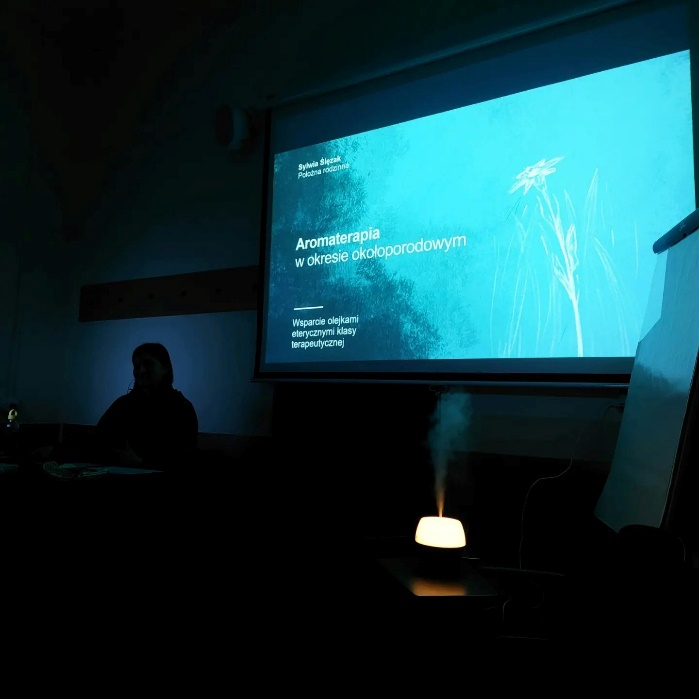 Sylwia Ślęzak
Położna rodzinna
Aromaterapia
w okresie okołoporodowym
Wsparcie olejkami
eterycznymi klasy
terapeutycznej